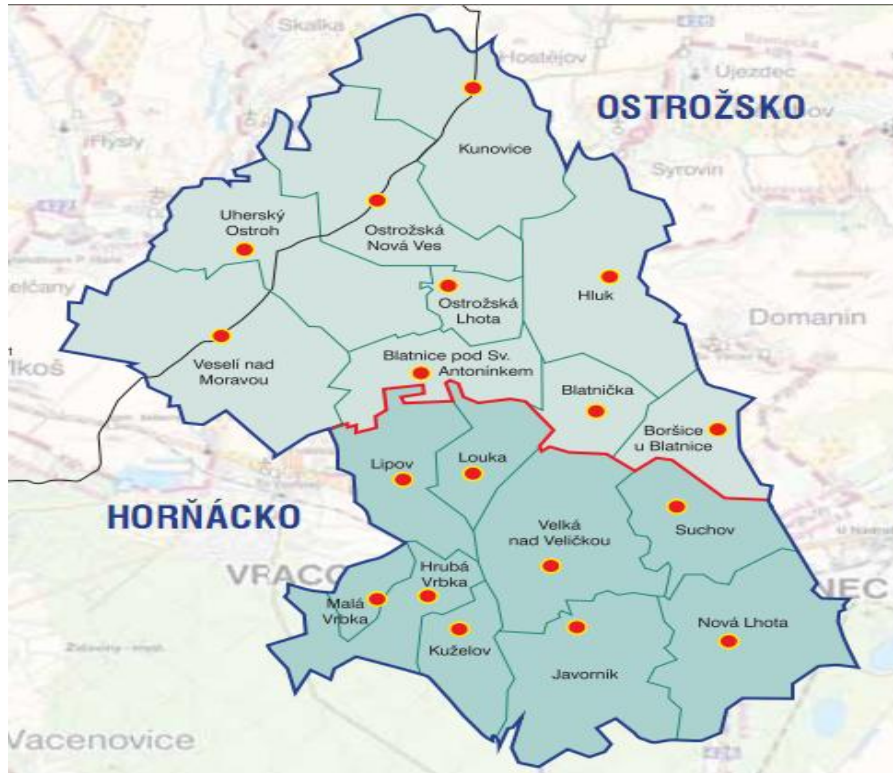 Skalka
Hostějov
Újezdec
OSTROŽSKO
Kunovice
Syrovín
Uherský
Ostroh
Ostrožská
Nová Ves
Hluk
Ostrožská
Lhota
Domanín
Blatnice pod Sv.
Antonínkem
Veselí nad
Moravou
Blatnička
Boršice
u Blatnice
Lipov
Louka
HORŇÁCKO
Velká
nad Veličkou
Suchov
VRACO
Hrubá
Vrbka
Malá
Vrbka
NEC
Kuželov
Javorník
Nová Lhota
Vacenovice